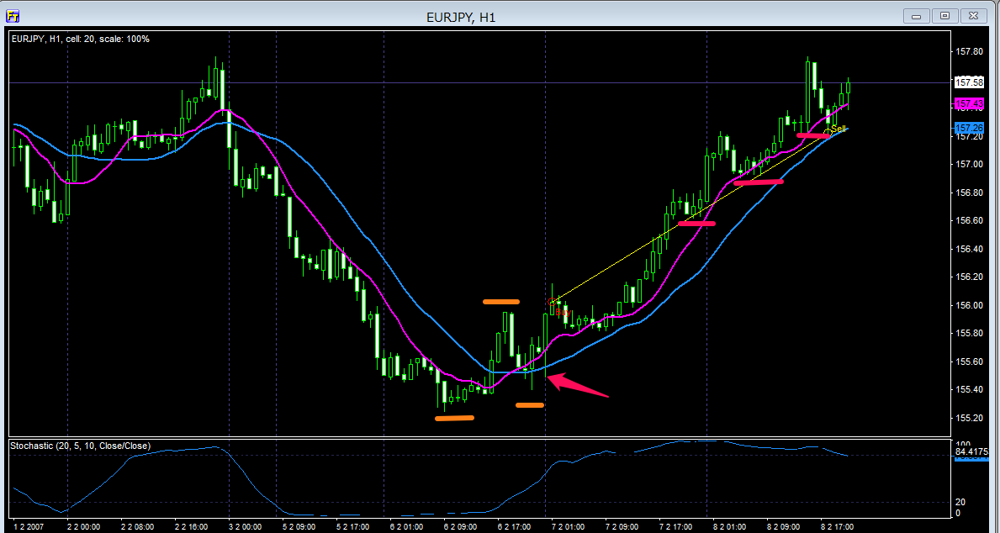 EURJPY, H1
EURJPY, H1, cell: 20, scale: 100%
157.80
157.58
157.43
157.26
157.20
157.00
156.80
156.60
156.40
156.20
156.00
155.80
155.60
155.40
155.20
Sell
Buy
Stochastic (20, 5, 10, Close/Close)
100
84.4175
20
0
1 2 2007
2 2 00:00
2 2 08:00
2 2 16:00
3 2 00:00
5 2 09:00
5 2 17:00
6 2 01:00
6 2 09:00
6 2 17:00
7 2 01:00
7 2 09:00
7 2 17:00
8 2 01:00
8 2 09:00
8 2 17:00